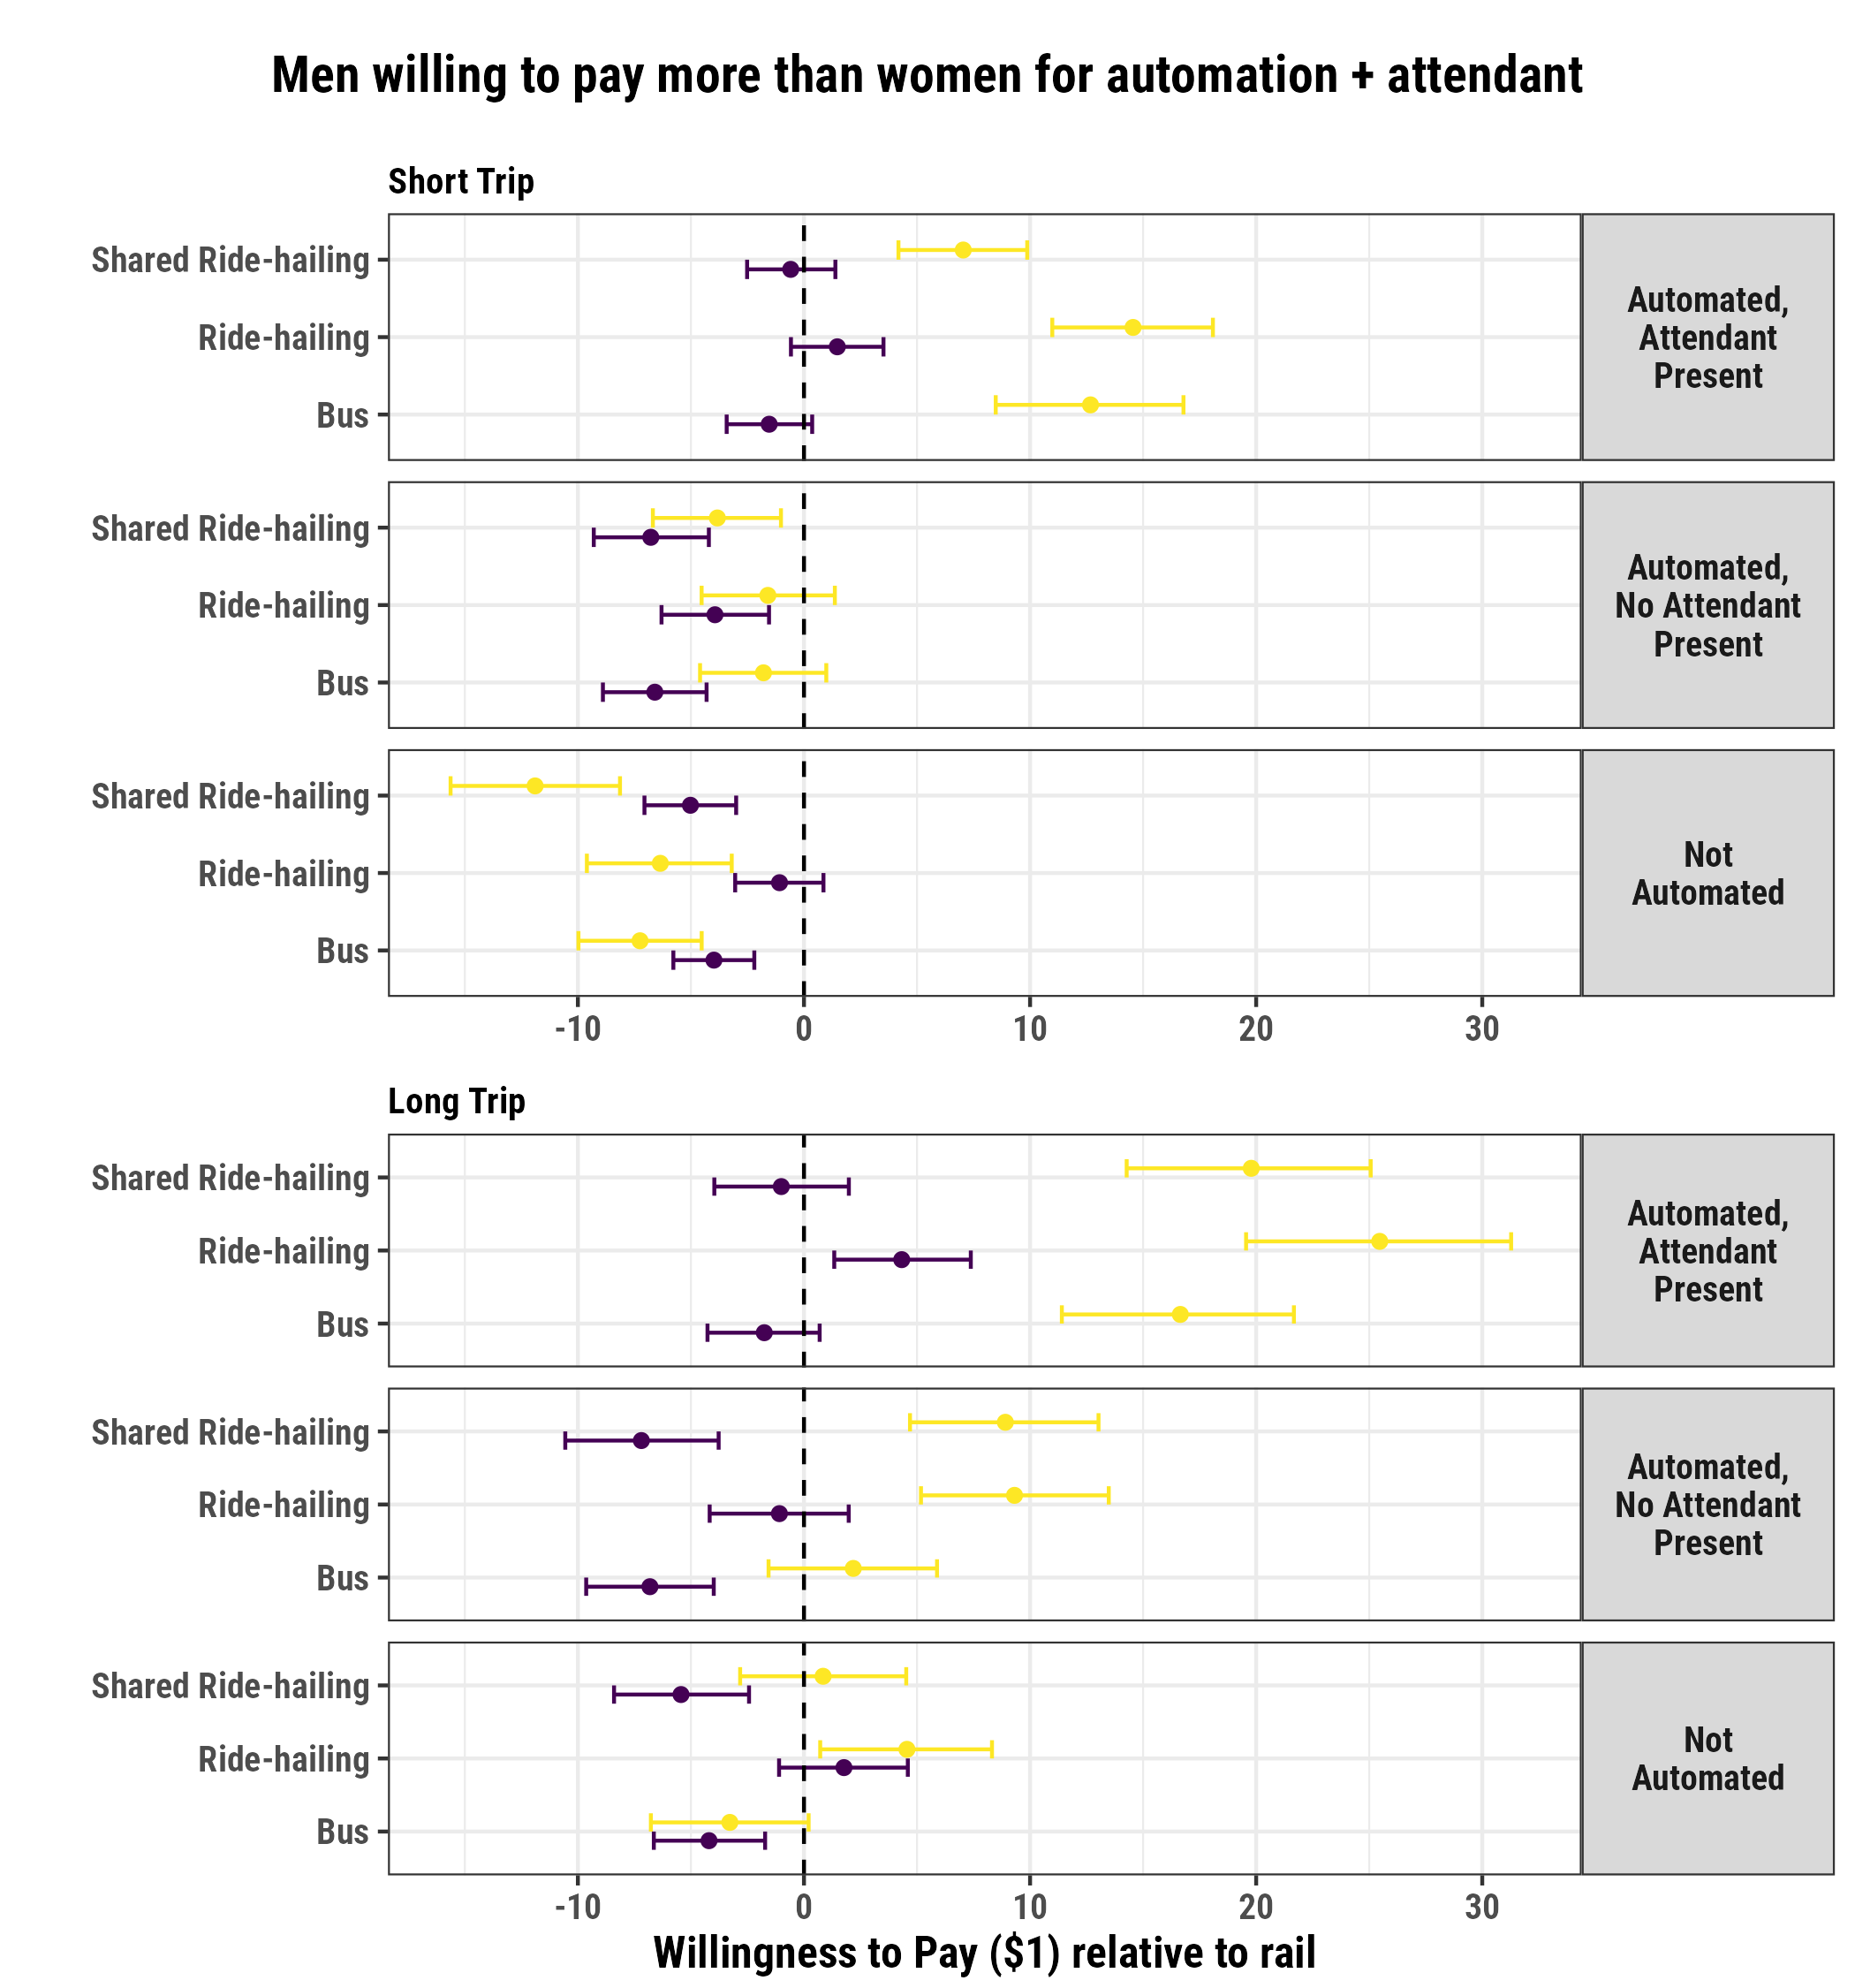 Men willing to pay more than women for automation + attendant
Short Trip
Shared Ride-hailing
Ride-hailing
Bus
Automated,
Attendant
Present
Shared Ride-hailing
Ride-hailing
Bus
Automated,
No Attendant
Present
Shared Ride-hailing
Ride-hailing
Bus
Not
Automated
-10 0 10 20 30
Long Trip
Shared Ride-hailing
Ride-hailing
Bus
Automated,
Attendant
Present
Shared Ride-hailing
Ride-hailing
Bus
Automated,
No Attendant
Present
Shared Ride-hailing
Ride-hailing
Bus
Not
Automated
-10 0 10 20 30
Willingness to Pay ($1) relative to rail